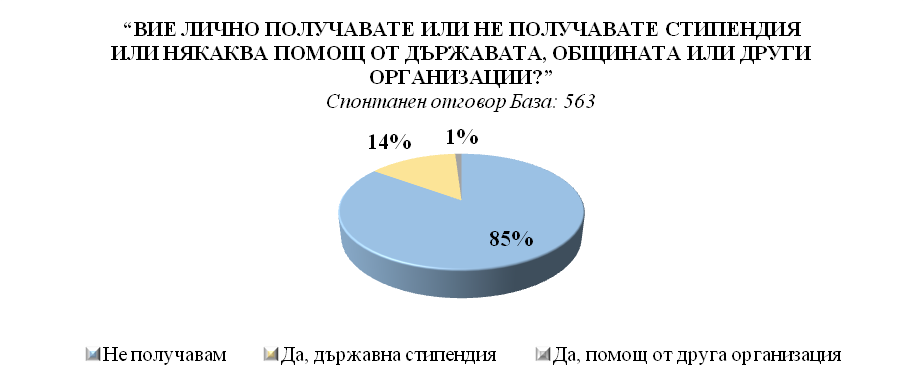 “ВИЕ ЛИЧНО ПОЛУЧАВАТЕ ИЛИ НЕ ПОЛУЧАВАТЕ СТИПЕНДИЯ
ИЛИ НЯКАКВА ПОМОЩ ОТ ДЪРЖАВАТА, ОБЩИНАТА ИЛИ ДРУГИ
ОРГАНИЗАЦИИ?”
Спонтанен отговор База: 563
14% 1%
85%
Не получавам Да, държавна стипендия Да, помощ от друга организация